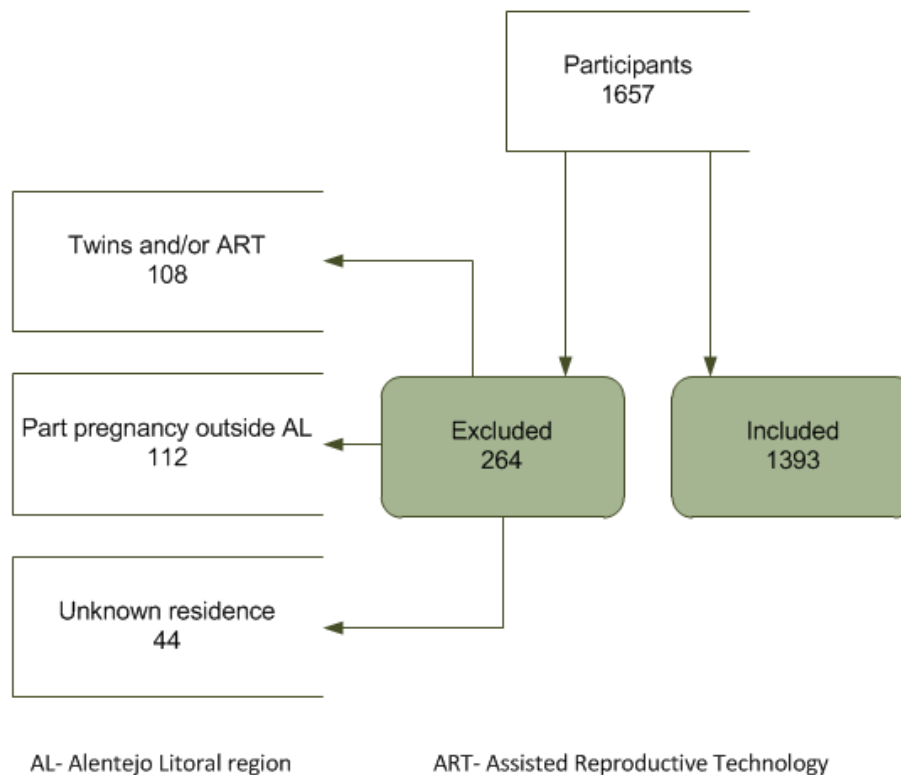 Participants
1657
Twins and/or ART
108
Part pregnancy outside AL
112
Excluded
264
Included
1393
Unknown residence
44
AL- Alentejo Litoral region
ART- Assisted Reproductive Technology